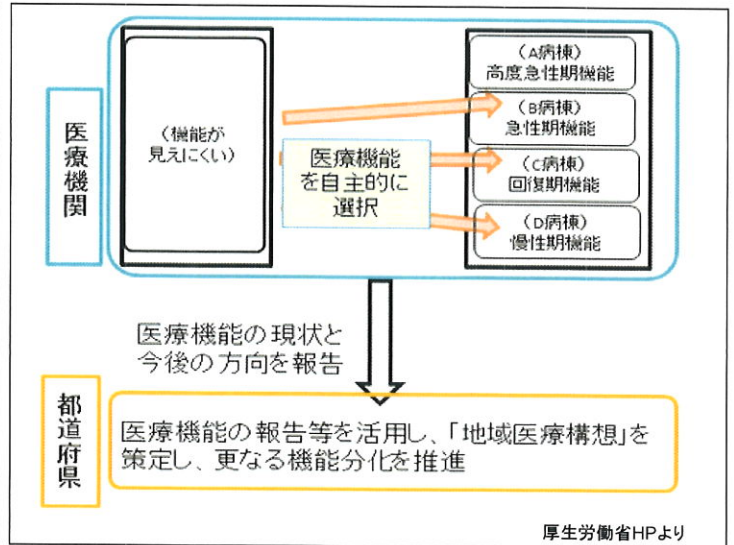 医療機関
(機能が
見えにくい)
医療機能
を自主的に
選択
(A病棟)
高度急性期機能
(B病棟)
急性期機能
(C病棟)
回復期機能
(D病棟)
慢性期機能
医療機能の現状と
今後の方向を報告
都道府県
医療機能の報告等を活用し、「地域医療構想」を
策定し、更なる機能分化を推進
厚生労働省HPより